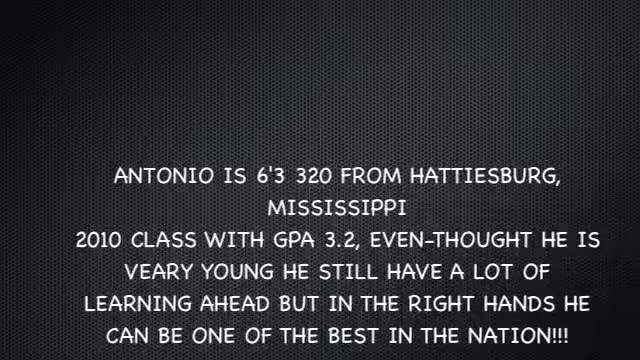 ANTONIO IS 6'3 320 FROM HATTIESBURG,
MISSISSIPPI
2010 CLASS WITH GPA 3.2, EVEN-THOUGHT HE IS
VEARY YOUNG HE STILL HAVE A LOT OF
LEARNING AHEAD BUT IN THE RIGHT HANDS HE
CAN BE ONE OF THE BEST IN THE NATION!!!